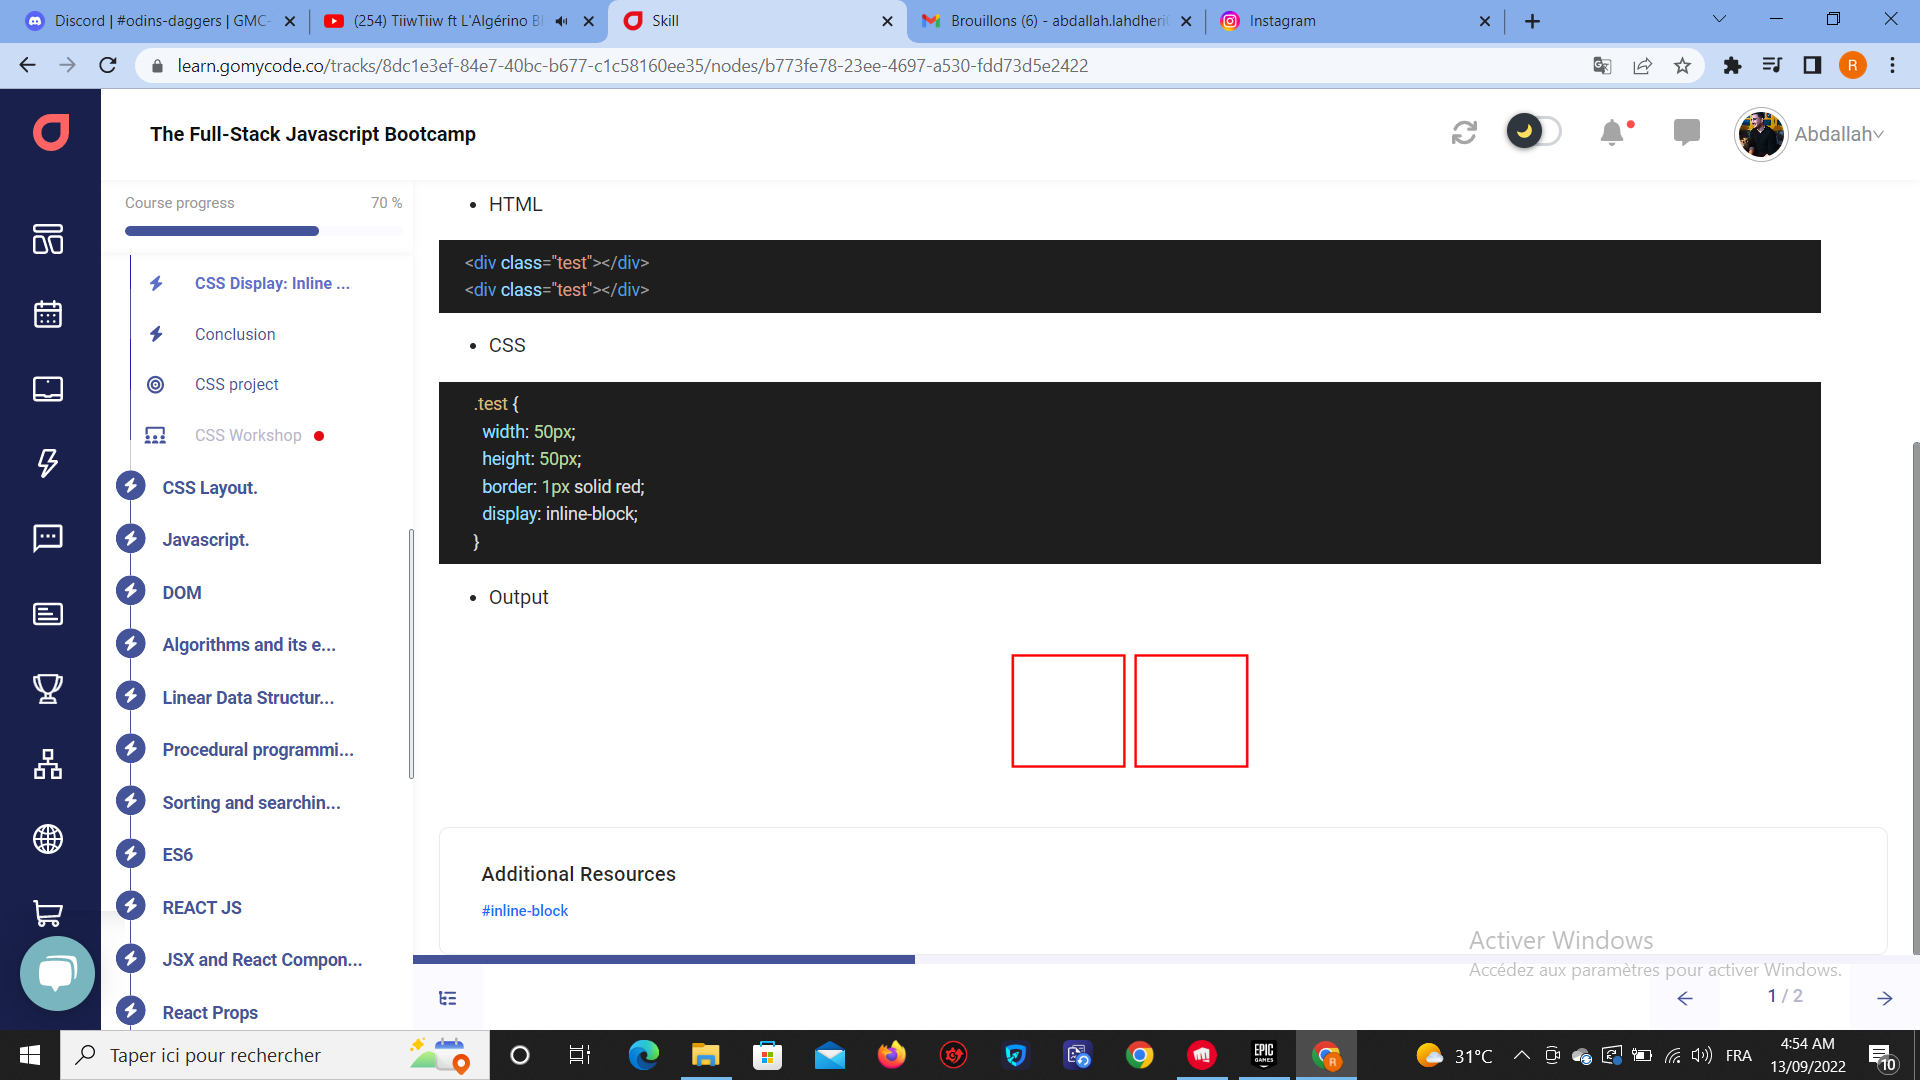 Discord | #odins-daggers | GMC-
(254) TiiwTiiw ft L'Algérino Bl
Skill
Brouillons (6) - abdallah.lahdheri
Instagram
learn.gomycode.co/tracks/8dc1e3ef-84e7-40bc-b677-c1c58160ee35/nodes/b773fe78-23ee-4697-a530-fdd73d5e2422
R
The Full-Stack Javascript Bootcamp
Abdallah
Course progress 70 %
CSS Display: Inline ...
Conclusion
CSS project
CSS Workshop
CSS Layout.
Javascript.
DOM
Algorithms and its e...
Linear Data Structur...
Procedural programmi...
Sorting and searchin...
ES6
REACT JS
JSX and React Compon...
React Props
HTML
<div class="test"></div>
<div class="test"></div>
CSS
.test {
width: 50px;
height: 50px;
border: 1px solid red;
display: inline-block;
}
Output
Additional Resources
#inline-block
Activer Windows
Accédez aux paramètres pour activer Windows.
1 / 2
Taper ici pour rechercher
EPIC
GAMES
R
31°C
FRA
4:54 AM
13/09/2022
10